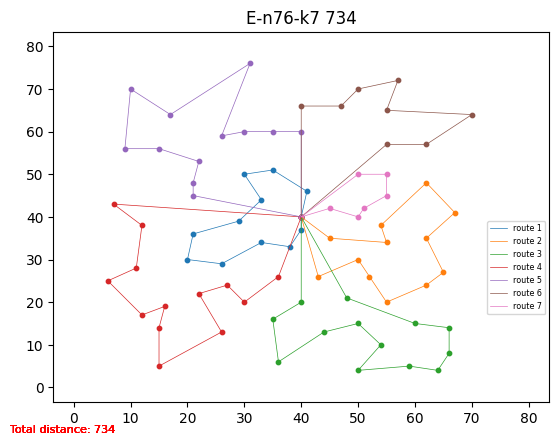 E-n76-k7 734
80
70
60
50
40
30
20
10
0
0 10 20 30 40 50 60 70 80
route 1
route 2
route 3
route 4
route 5
route 6
route 7
Total distance: 734